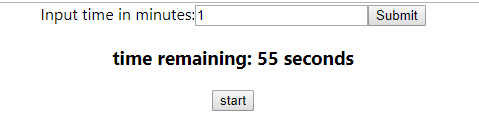 Input time in minutes:1 Submit
time remaining: 55 seconds
start